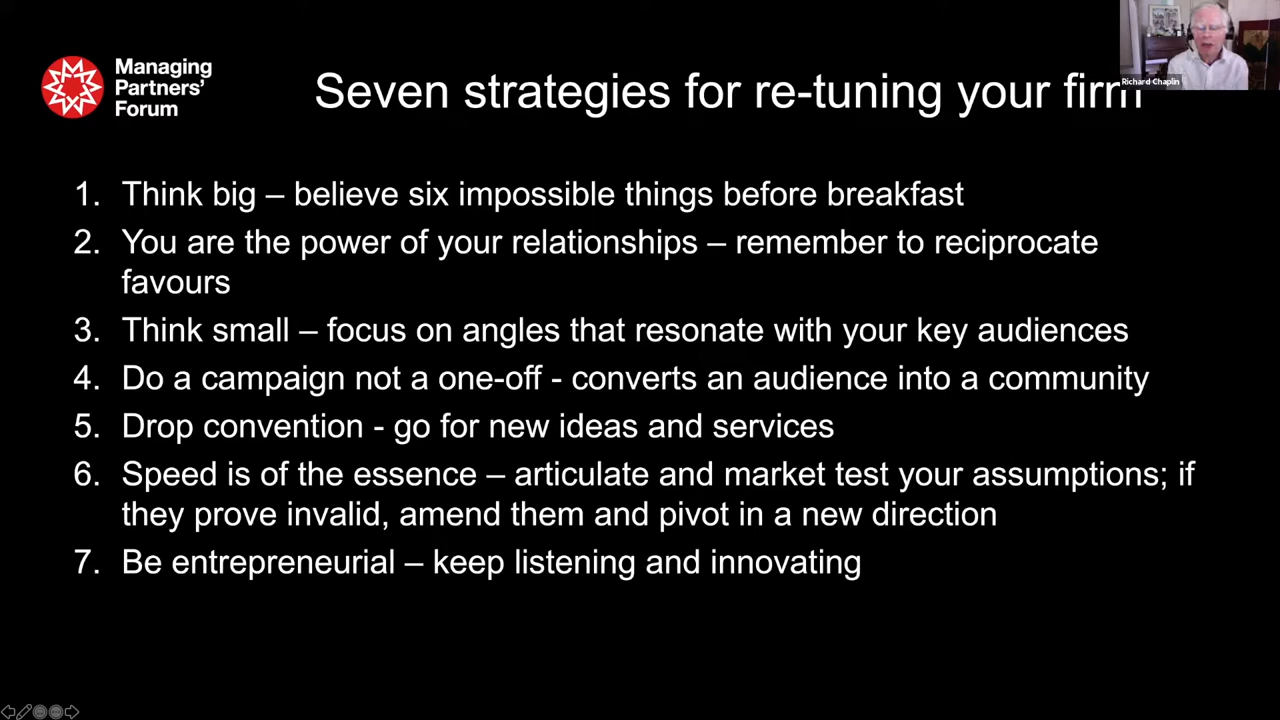 Managing
Partners'
Forum
Seven strategies for re-tuning your firm
Richard Chaplin
1. Think big – believe six impossible things before breakfast
2. You are the power of your relationships – remember to reciprocate
favours
3. Think small – focus on angles that resonate with your key audiences
4. Do a campaign not a one-off - converts an audience into a community
5. Drop convention - go for new ideas and services
6. Speed is of the essence – articulate and market test your assumptions; if
they prove invalid, amend them and pivot in a new direction
7. Be entrepreneurial – keep listening and innovating